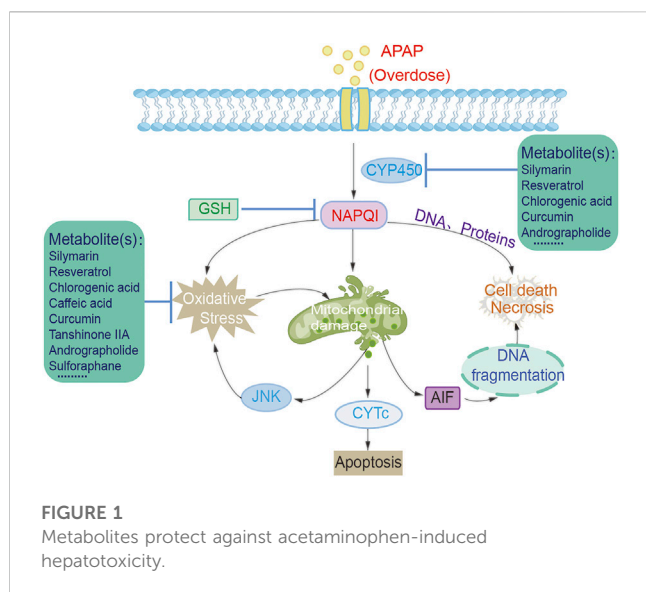 APAP
(Overdose)
CYP450
Metabolite(s):
Silymarin
Resveratrol
Chlorogenic acid
Curcumin
Andrographolide
.........
GSH
NAPQI
DNA、Proteins
Metabolite(s):
Silymarin
Resveratrol
Chlorogenic acid
Caffeic acid
Curcumin
Tanshinone IIA
Andrographolide
Sulforaphane
.........
Oxidative
Stress
Mitochondrial
damage
Cell death
Necrosis
DNA
fragmentation
JNK
CYTc
AIF
Apoptosis
FIGURE 1
Metabolites protect against acetaminophen-induced
hepatotoxicity.